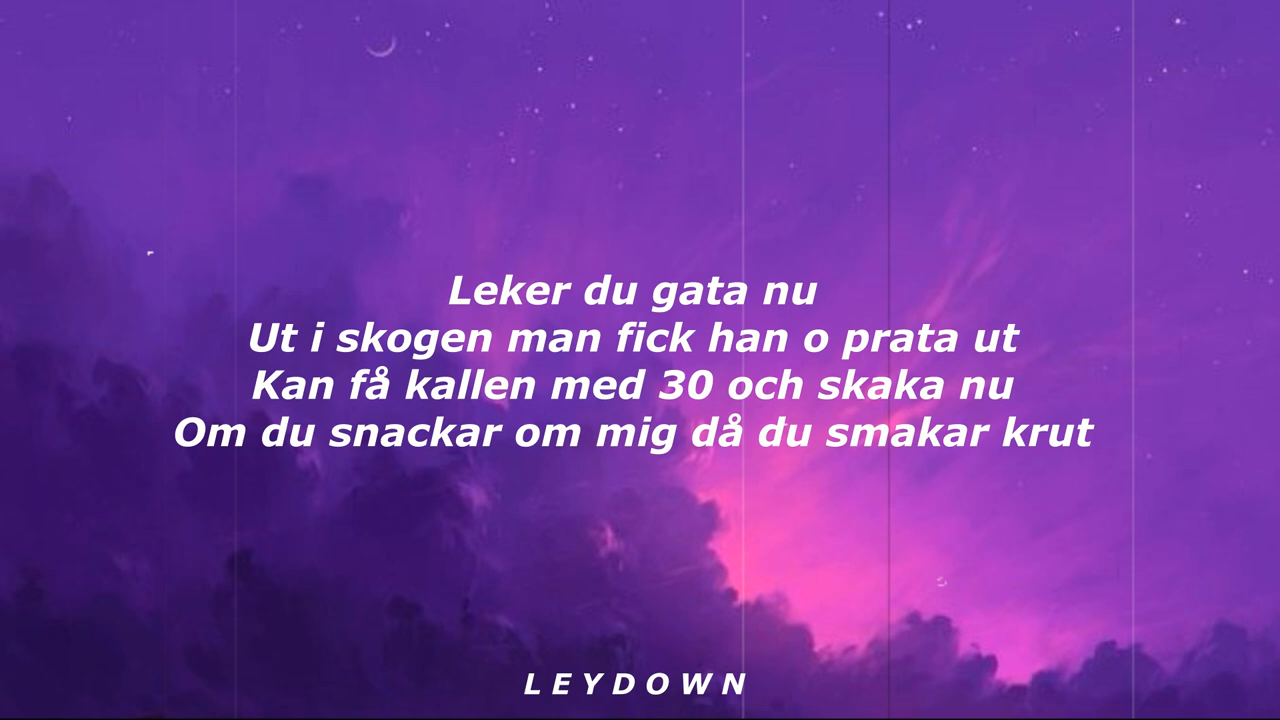 Leker du gata nu
Ut i skogen man fick han o prata ut
Kan få kallen med 30 och skaka nu
Om du snackar om mig då du smakar krut
LEYDOWN